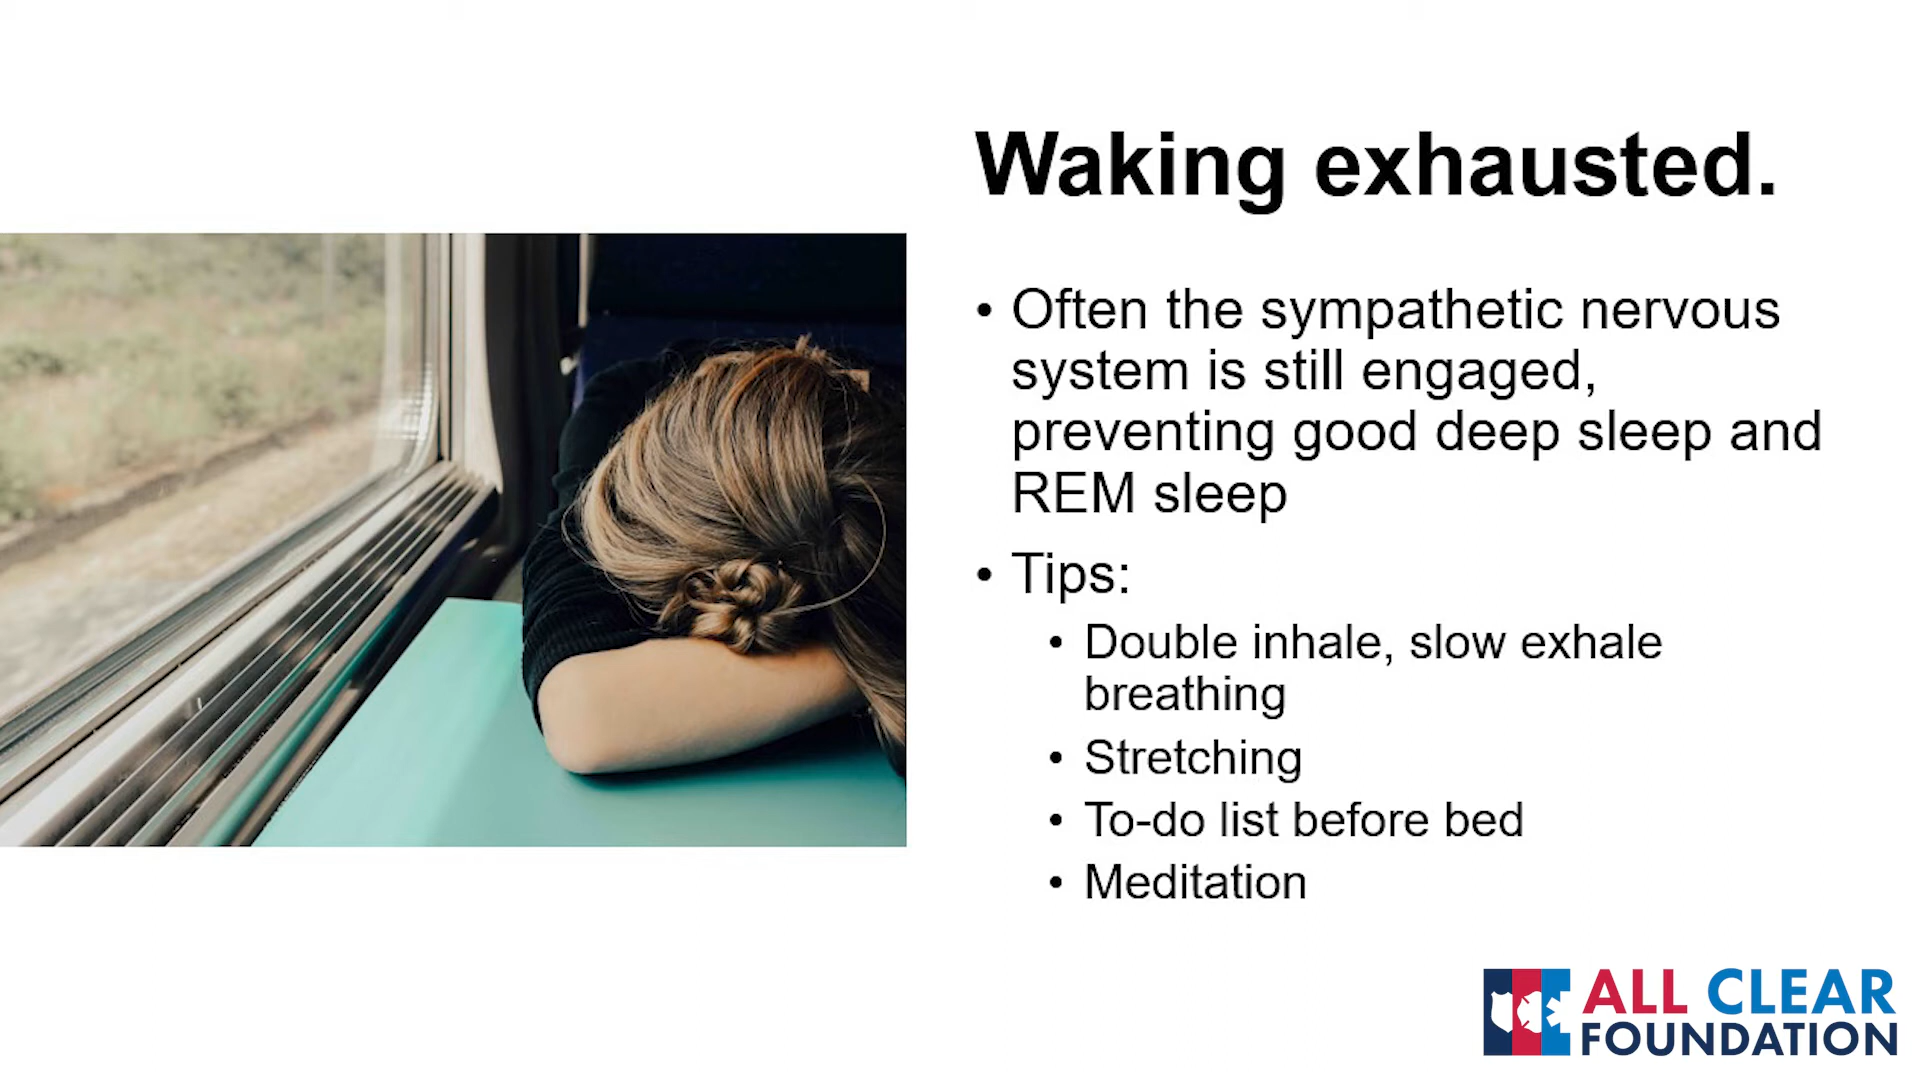 Waking exhausted.
• Often the sympathetic nervous
system is still engaged,
preventing good deep sleep and
REM sleep
• Tips:
• Double inhale, slow exhale
breathing
• Stretching
• To-do list before bed
• Meditation
ALL CLEAR
FOUNDATION